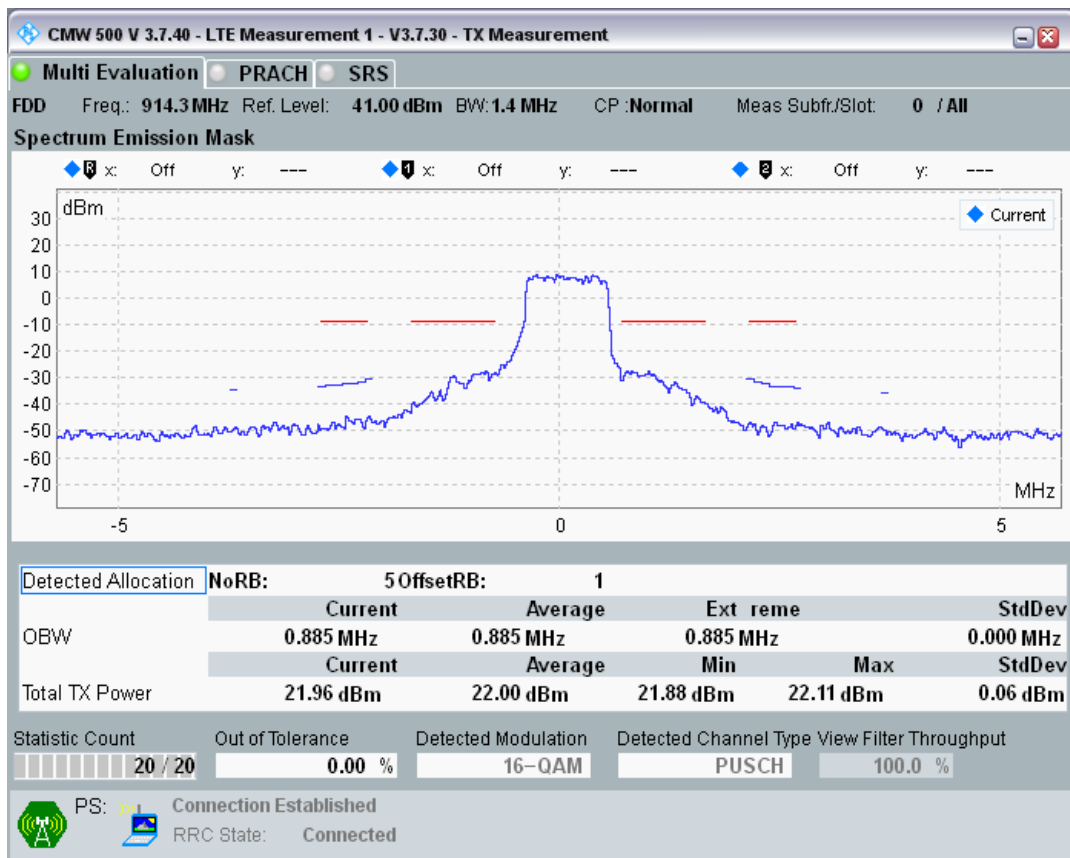 CMW 500 V 3.7.40 - LTE Measurement 1 - V3.7.30 - TX Measurement
Multi Evaluation PRACH SRS
FDD Freq.: 914.3 MHz Ref. Level: 41.00 dBm BW: 1.4 MHz CP :Normal Meas Subfr./Slot: 0 / All
Spectrum Emission Mask
R x: Off y: --- 1 x: Off y: --- 2 x: Off y: ---
dBm
Current
30
20
10
0
-10
-20
-30
-40
-50
-60
-70
MHz
-5 0 5
Detected Allocation NoRB: 5 OffsetRB: 1
Current Average Ext reme StdDev
OBW 0.885 MHz 0.885 MHz 0.885 MHz 0.000 MHz
Current Average Min Max StdDev
Total TX Power 21.96 dBm 22.00 dBm 21.88 dBm 22.11 dBm 0.06 dBm
Statistic Count Out of Tolerance Detected Modulation Detected Channel Type View Filter Throughput
20 / 20 0.00 % 16-QAM PUSCH 100.0 %
PS: Connection Established
RRC State: Connected